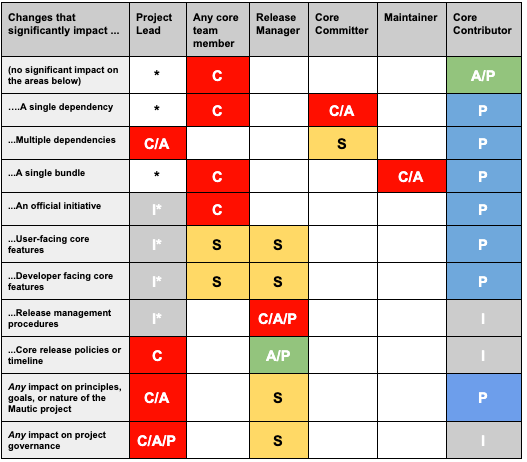 Changes that significantly impact ... Project Lead Any core team member Release Manager Core Committer Maintainer Core Contributor
(no significant impact on the areas below) * C A/P
....A single dependency * C C/A P
...Multiple dependencies C/A S P
...A single bundle * C C/A P
...An official initiative I* C P
...User-facing core features I* S S P
...Developer facing core features I* S S P
...Release management procedures I* C/A/P I
...Core release policies or timeline C A/P I
Any impact on principles, goals, or nature of the Mautic project C/A S P
Any impact on project governance C/A/P S I